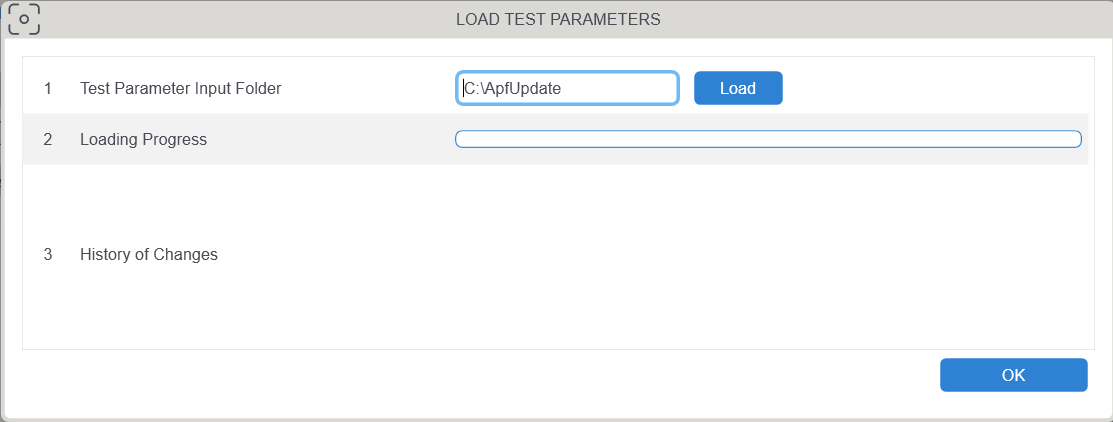 LOAD TEST PARAMETERS
1 Test Parameter Input Folder C:\ApfUpdate Load
2 Loading Progress
3 History of Changes
OK